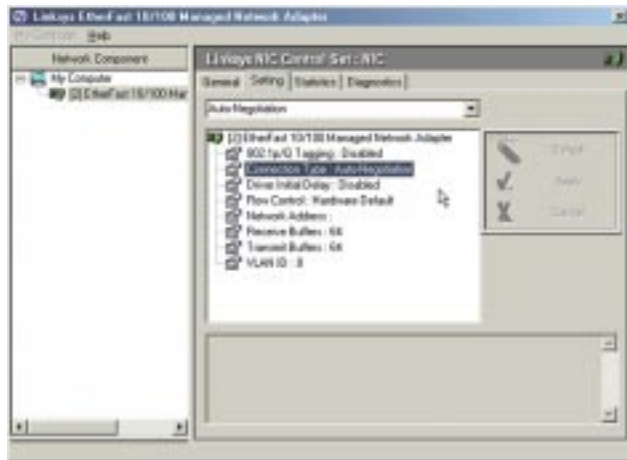 Linksys EtherFast 10/100 Managed Network Adapter
Help
Network Component
My Computer
[2] EtherFast 10/100 Mar
Linksys NIC Control Set : NIC
General Setting Statistics Diagnostics
Auto-Negotiation
[2] EtherFast 10/100 Managed Network Adapter
802.1p/Q Tagging : Disabled
Connection Type : Auto-Negotiation
Driver Initial Delay : Disabled
Flow Control : Hardware Default
Network Address :
Receive Buffers : 64
Transmit Buffers : 64
VLAN ID : 0
Default
Apply
Cancel